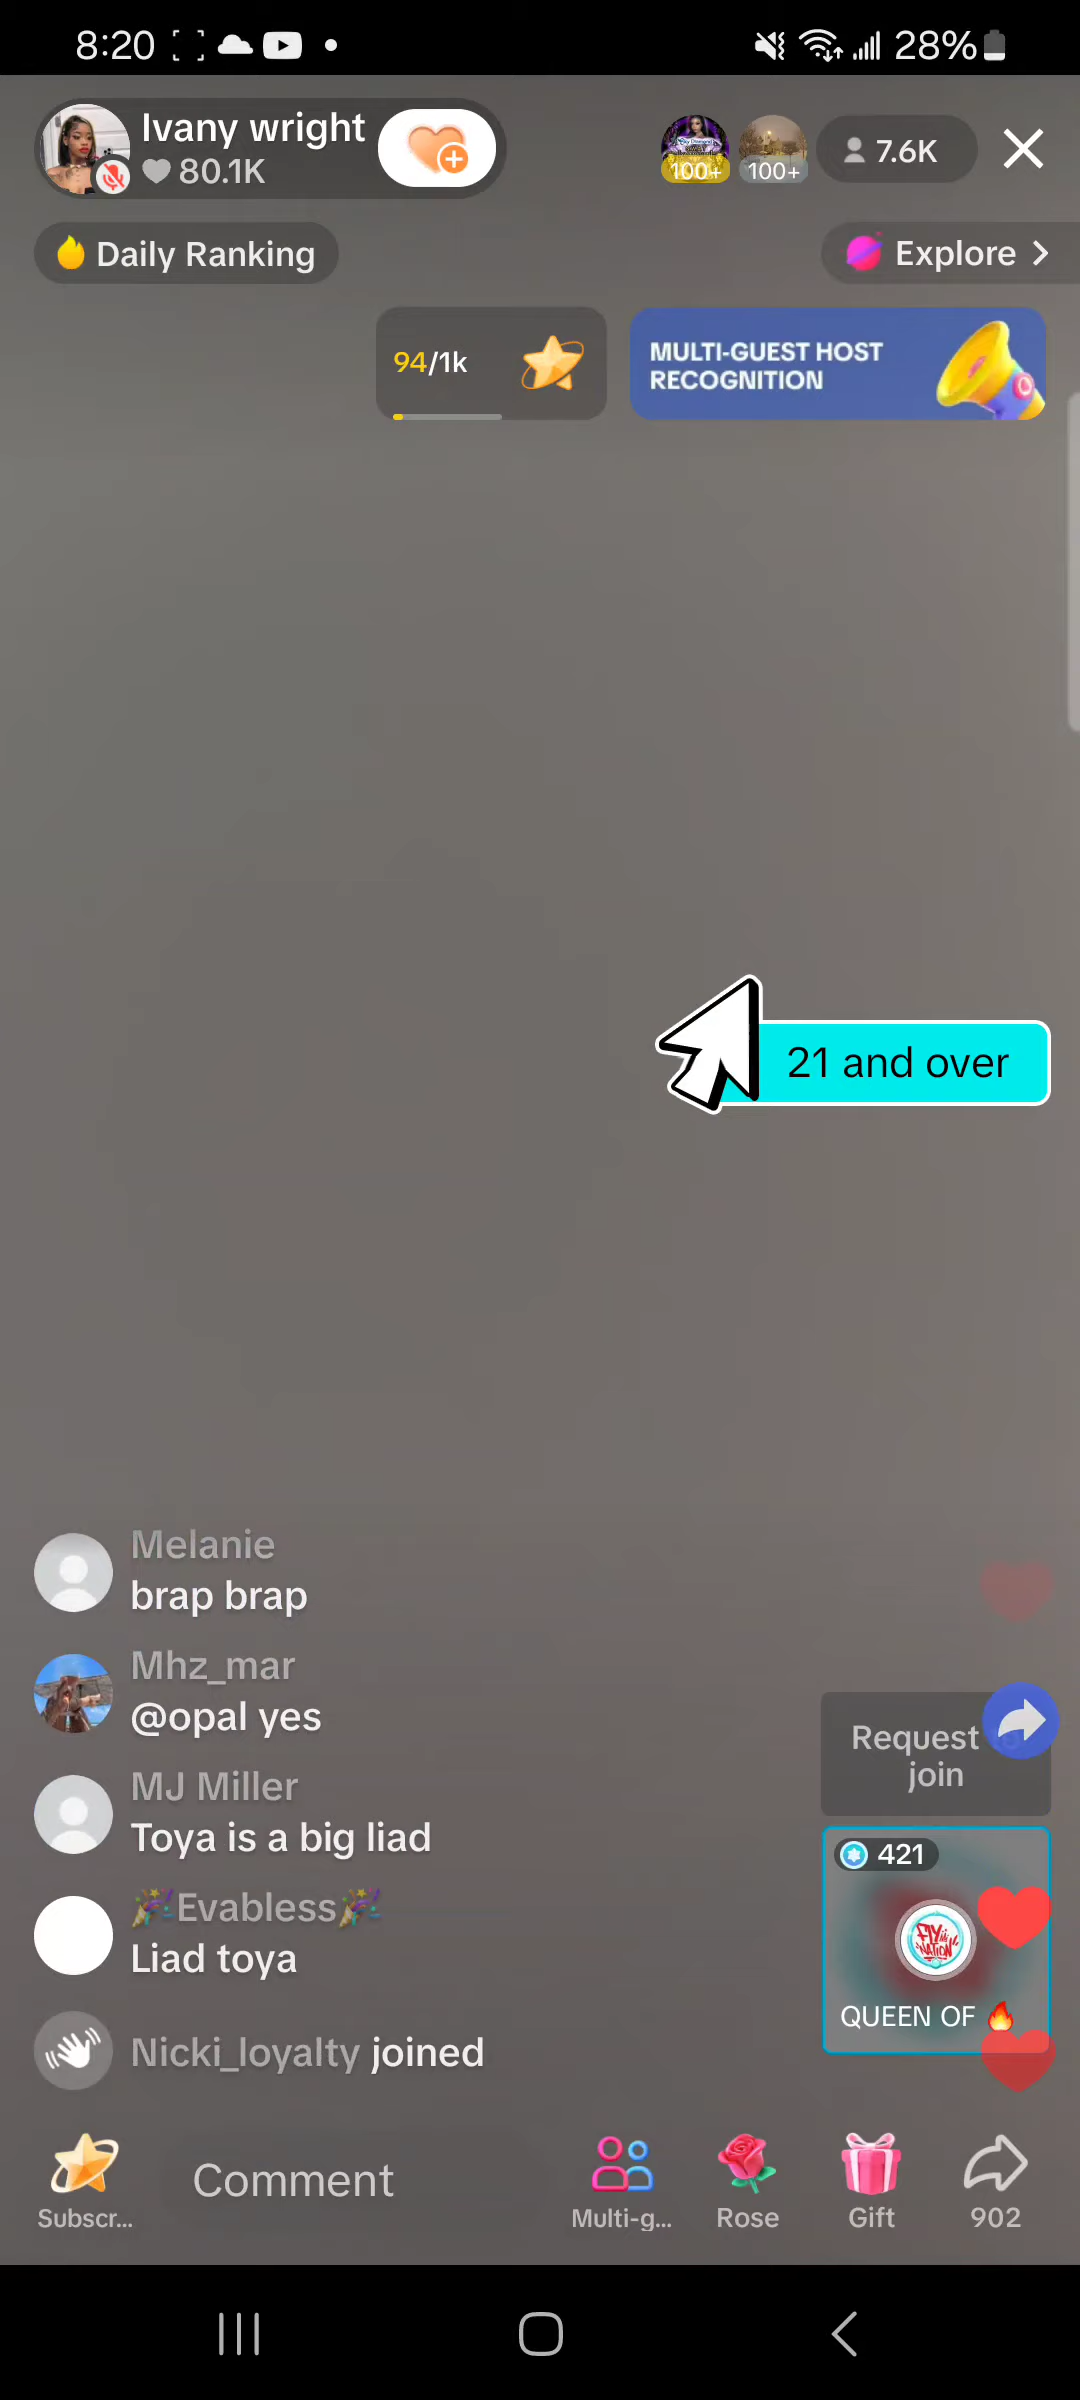 8:20
28%
Ivany wright
80.1K
100+
100+
7.6K
Daily Ranking
Explore
94/1k
MULTI-GUEST HOST
RECOGNITION
21 and over
Melanie
brap brap
Mhz_mar
@opal yes
MJ Miller
Toya is a big liad
🎉Evabless🎉
Liad toya
Nicki_loyalty joined
Request
join
421
FLY
NATION
QUEEN OF 🔥
Subscr...
Comment
Multi-g...
Rose
Gift
902